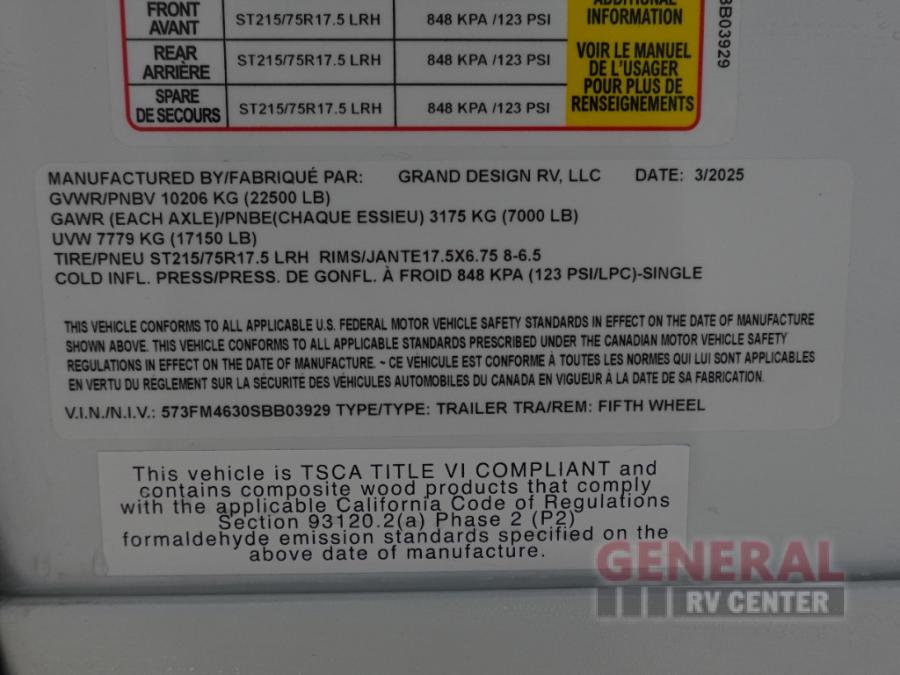 ADDITIONAL
FRONT ST215/75R17.5 LRH 848 KPA /123 PSI INFORMATION
AVANT
REAR ST215/75R17.5 LRH 848 KPA /123 PSI VOIR LE MANUEL
ARRIÈRE DE L'USAGER
SPARE ST215/75R17.5 LRH 848 KPA /123 PSI POUR PLUS DE
DE SECOURS RENSEIGNEMENTS
BB03929
MANUFACTURED BY/FABRIQUÉ PAR: GRAND DESIGN RV, LLC DATE: 3/2025
GVWR/PNBV 10206 KG (22500 LB)
GAWR (EACH AXLE)/PNBE(CHAQUE ESSIEU) 3175 KG (7000 LB)
UVW 7779 KG (17150 LB)
TIRE/PNEU ST215/75R17.5 LRH RIMS/JANTE17.5X6.75 8-6.5
COLD INFL. PRESS/PRESS. DE GONFL. À FROID 848 KPA (123 PSI/LPC)-SINGLE
THIS VEHICLE CONFORMS TO ALL APPLICABLE U.S. FEDERAL MOTOR VEHICLE SAFETY STANDARDS IN EFFECT ON THE DATE OF MANUFACTURE
SHOWN ABOVE. THIS VEHICLE CONFORMS TO ALL APPLICABLE STANDARDS PRESCRIBED UNDER THE CANADIAN MOTOR VEHICLE SAFETY
REGULATIONS IN EFFECT ON THE DATE OF MANUFACTURE. ~ CE VÉHICULE EST CONFORME À TOUTES LES NORMES QUI LUI SONT APPLICABLES
EN VERTU DU RÈGLEMENT SUR LA SÉCURITÉ DES VÉHICULES AUTOMOBILES DU CANADA EN VIGUEUR À LA DATE DE SA FABRICATION.
V.I.N./N.I.V.: 573FM4630SBB03929 TYPE/TYPE: TRAILER TRA/REM: FIFTH WHEEL
This vehicle is TSCA TITLE VI COMPLIANT and
contains composite wood products that comply
with the applicable California Code of Regulations
Section 93120.2(a) Phase 2 (P2)
formaldehyde emission standards specified on the
above date of manufacture.
GENERAL
RV CENTER